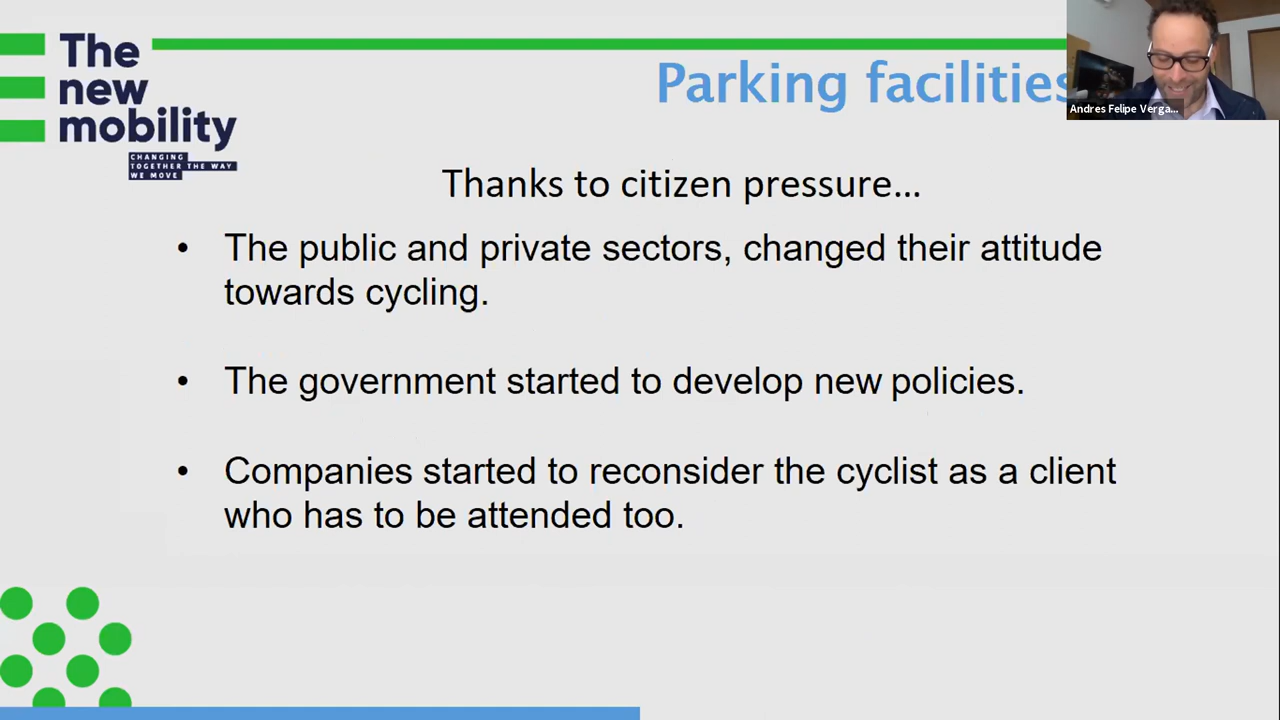 The
new
mobility
CHANGING
TOGETHER THE WAY
WE MOVE
Parking facilities
Andres Felipe Verga...
Thanks to citizen pressure...
• The public and private sectors, changed their attitude
towards cycling.
• The government started to develop new policies.
• Companies started to reconsider the cyclist as a client
who has to be attended too.